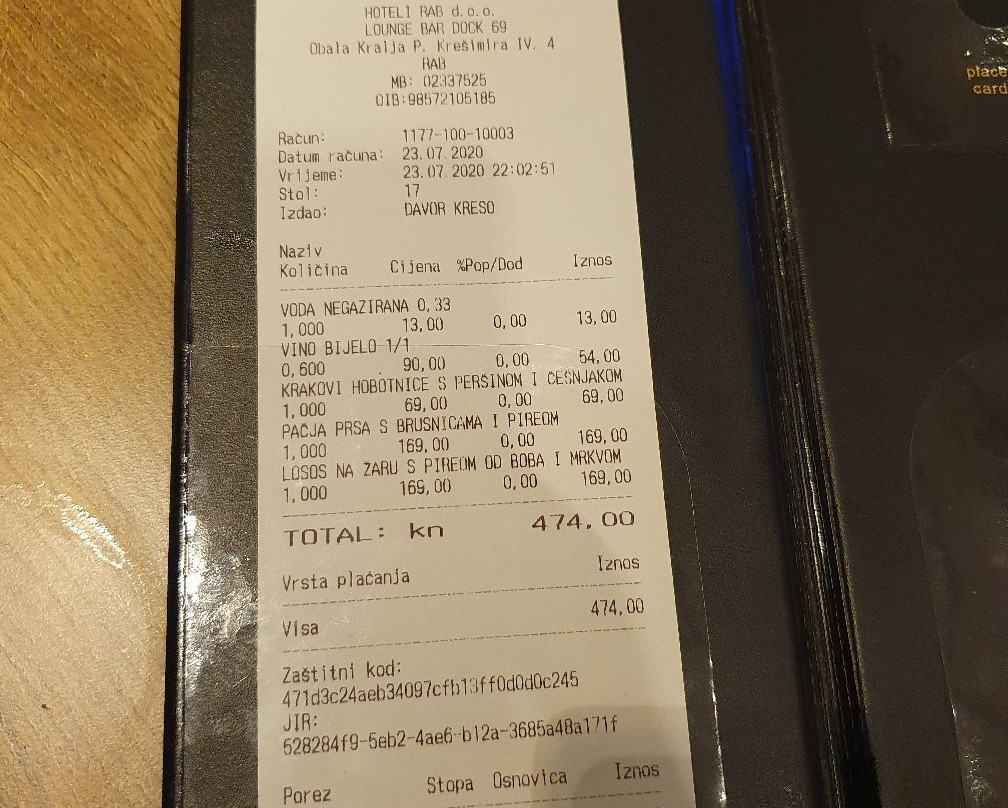 HOTELI RAB d.o.o.
LOUNGE BAR DOCK 69
Obala Kralja P. Krešimira IV. 4
RAB
MB: 02337525
OIB:98572105185
Račun: 1177-100-10003
Datum računa: 23.07.2020
Vrijeme: 23.07.2020 22:02:51
Stol: 17
Izdao: DAVOR KRESO
Naziv
Količina Cijena %Pop/Dod Iznos
VODA NEGAZIRANA 0,33
1,000 13,00 0,00 13,00
VINO BIJELO 1/1
0,600 90,00 0,00 54,00
KRAKOVI HOBOTNICE S PERŠINOM I ČEŠNJAKOM
1,000 69,00 0,00 69,00
PAČJA PRSA S BRUSNICAMA I PIREOM
1,000 169,00 0,00 169,00
LOSOS NA ŽARU S PIREOM OD BOBA I MRKVOM
1,000 169,00 0,00 169,00
TOTAL: kn 474,00
Vrsta plaćanja Iznos
Visa 474,00
Zaštitni kod:
471d3c24aeb34097cfb13ff0d0d0c245
JIR:
528284f9-5eb2-4ae6-b12a-3685a48a171f
Porez Stopa Osnovica Iznos
place
card